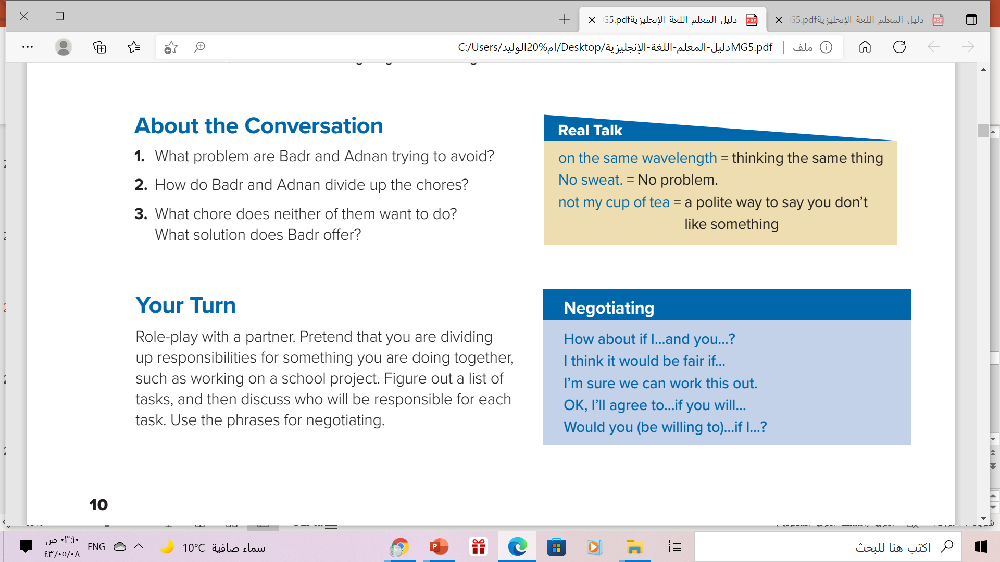 دليل-المعلم-اللغة-الإنجليزيةG5.pdf
دليل-المعلم-اللغة-الإنجليزيةG5.pdf
C:/Users/ام%20الوليد/Desktop/دليل-المعلم-اللغة-الإنجليزيةMG5.pdf
ملف
About the Conversation
1. What problem are Badr and Adnan trying to avoid?
2. How do Badr and Adnan divide up the chores?
3. What chore does neither of them want to do?
What solution does Badr offer?
Real Talk
on the same wavelength = thinking the same thing
No sweat. = No problem.
not my cup of tea = a polite way to say you don’t
like something
Your Turn
Role-play with a partner. Pretend that you are dividing
up responsibilities for something you are doing together,
such as working on a school project. Figure out a list of
tasks, and then discuss who will be responsible for each
task. Use the phrases for negotiating.
Negotiating
How about if I...and you...?
I think it would be fair if...
I’m sure we can work this out.
OK, I’ll agree to...if you will...
Would you (be willing to)...if I...?
10
٠٣:١٠ ص
٤٣/٠٥/٠٨
ENG
10°C سماء صافية
اكتب هنا للبحث